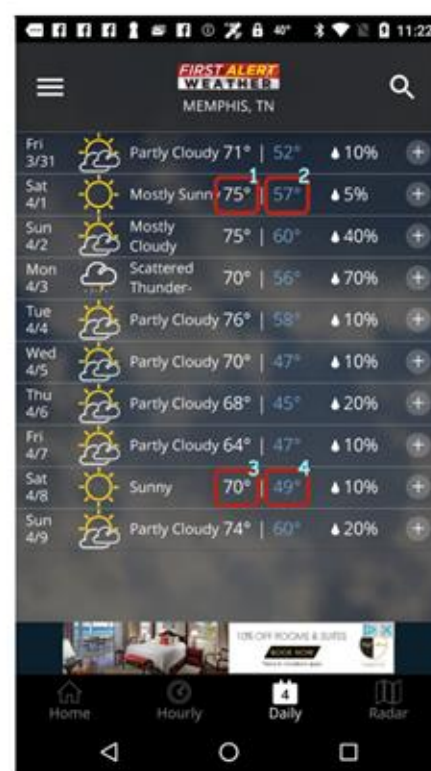 40° 11:22
FIRST ALERT
WEATHER
MEMPHIS, TN
Fri 3/31 Partly Cloudy 71° | 52° 10% +
1 2
Sat 4/1 Mostly Sunny 75° | 57° 5% +
Sun 4/2 Mostly Cloudy 75° | 60° 40% +
Mon 4/3 Scattered Thunder- 70° | 56° 70% +
Tue 4/4 Partly Cloudy 76° | 58° 10% +
Wed 4/5 Partly Cloudy 70° | 47° 10% +
Thu 4/6 Partly Cloudy 68° | 45° 20% +
Fri 4/7 Partly Cloudy 64° | 47° 10% +
3 4
Sat 4/8 Sunny 70° | 49° 10% +
Sun 4/9 Partly Cloudy 74° | 60° 20% +
10% OFF ROOMS & SUITES
BOOK NOW
4
Home Hourly Daily Radar